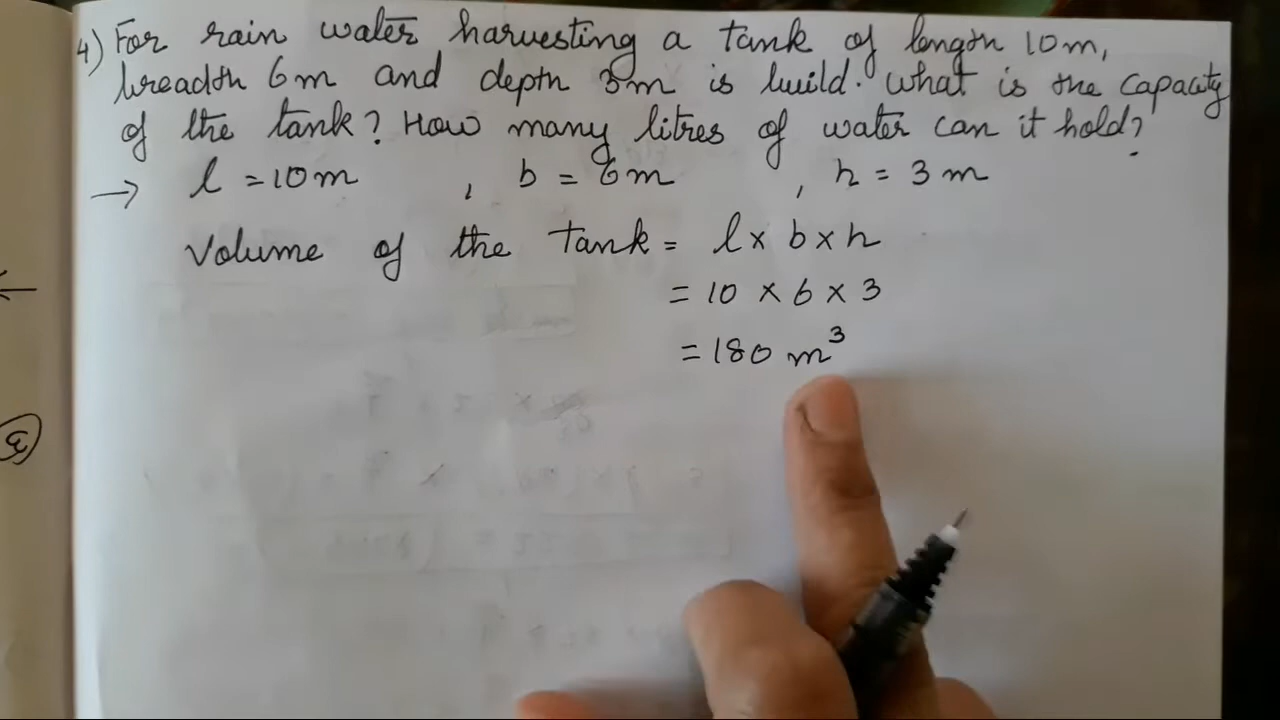 4) For rain water harvesting a tank of length 10m,
breadth 6m and depth 3m is build. What is the capacity
of the tank? How many litres of water can it hold?
→ l = 10m , b = 6m , h = 3 m
Volume of the tank = l × b × h
= 10 × 6 × 3
= 180 m³